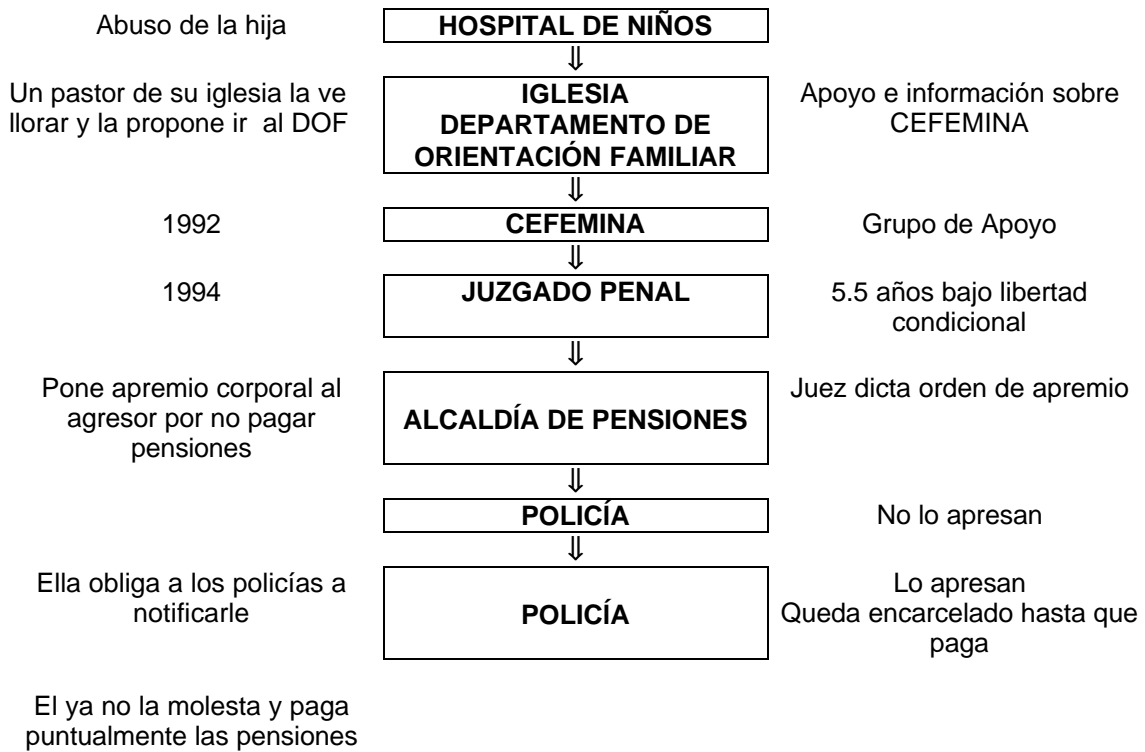 Abuso de la hija
HOSPITAL DE NIÑOS
⇓
Un pastor de su iglesia la ve
llorar y la propone ir al DOF
IGLESIA
DEPARTAMENTO DE
ORIENTACIÓN FAMILIAR
Apoyo e información sobre
CEFEMINA
⇓
1992
CEFEMINA
Grupo de Apoyo
⇓
1994
JUZGADO PENAL
5.5 años bajo libertad
condicional
⇓
Pone apremio corporal al
agresor por no pagar
pensiones
ALCALDÍA DE PENSIONES
Juez dicta orden de apremio
⇓
POLICÍA
No lo apresan
⇓
Ella obliga a los policías a
notificarle
POLICÍA
Lo apresan
Queda encarcelado hasta que
paga
El ya no la molesta y paga
puntualmente las pensiones